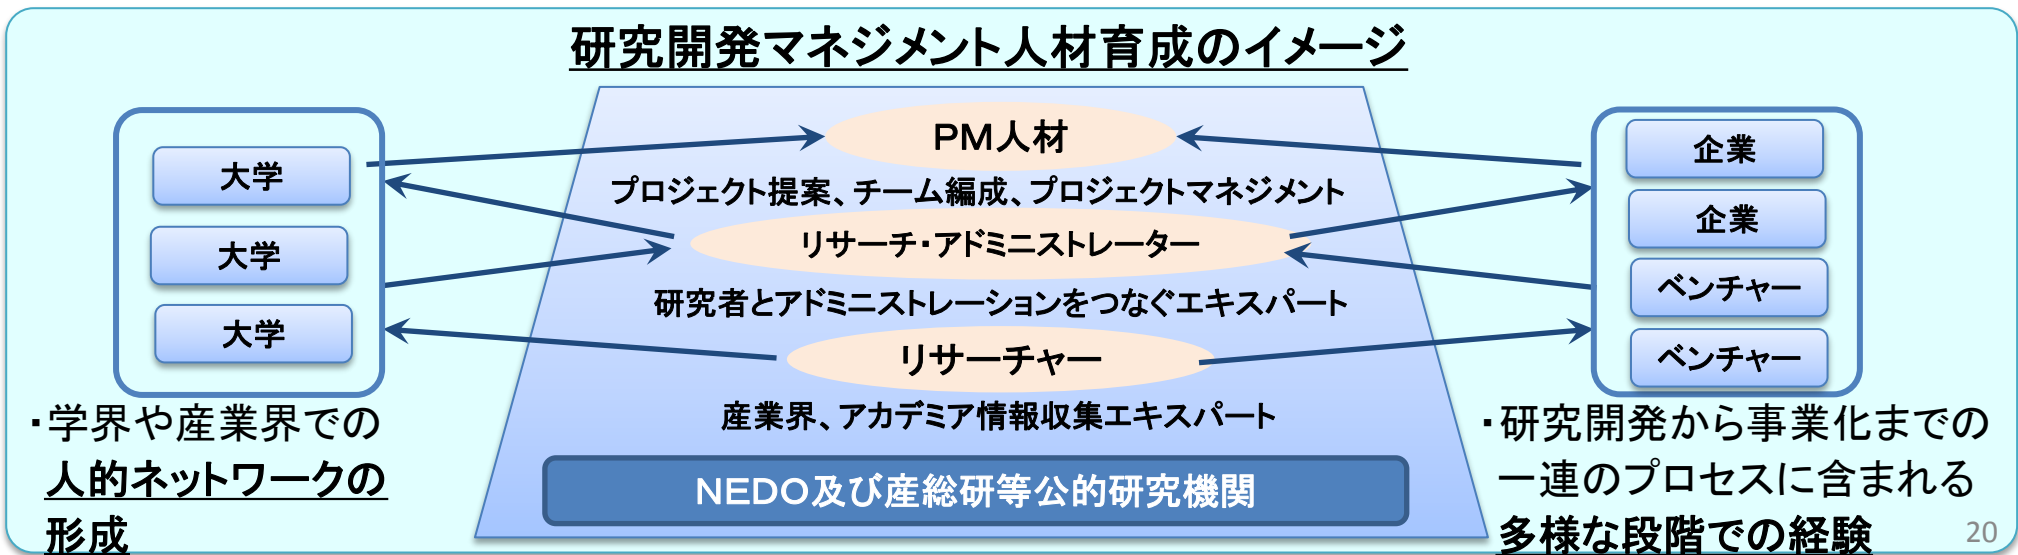 研究開発マネジメント人材育成のイメージ
大学
大学
大学
・学界や産業界での
人的ネットワークの
形成
PM人材
プロジェクト提案、チーム編成、プロジェクトマネジメント
リサーチ・アドミニストレーター
研究者とアドミニストレーションをつなぐエキスパート
リサーチャー
産業界、アカデミア情報収集エキスパート
NEDO及び産総研等公的研究機関
企業
企業
ベンチャー
ベンチャー
・研究開発から事業化までの
一連のプロセスに含まれる
多様な段階での経験
20